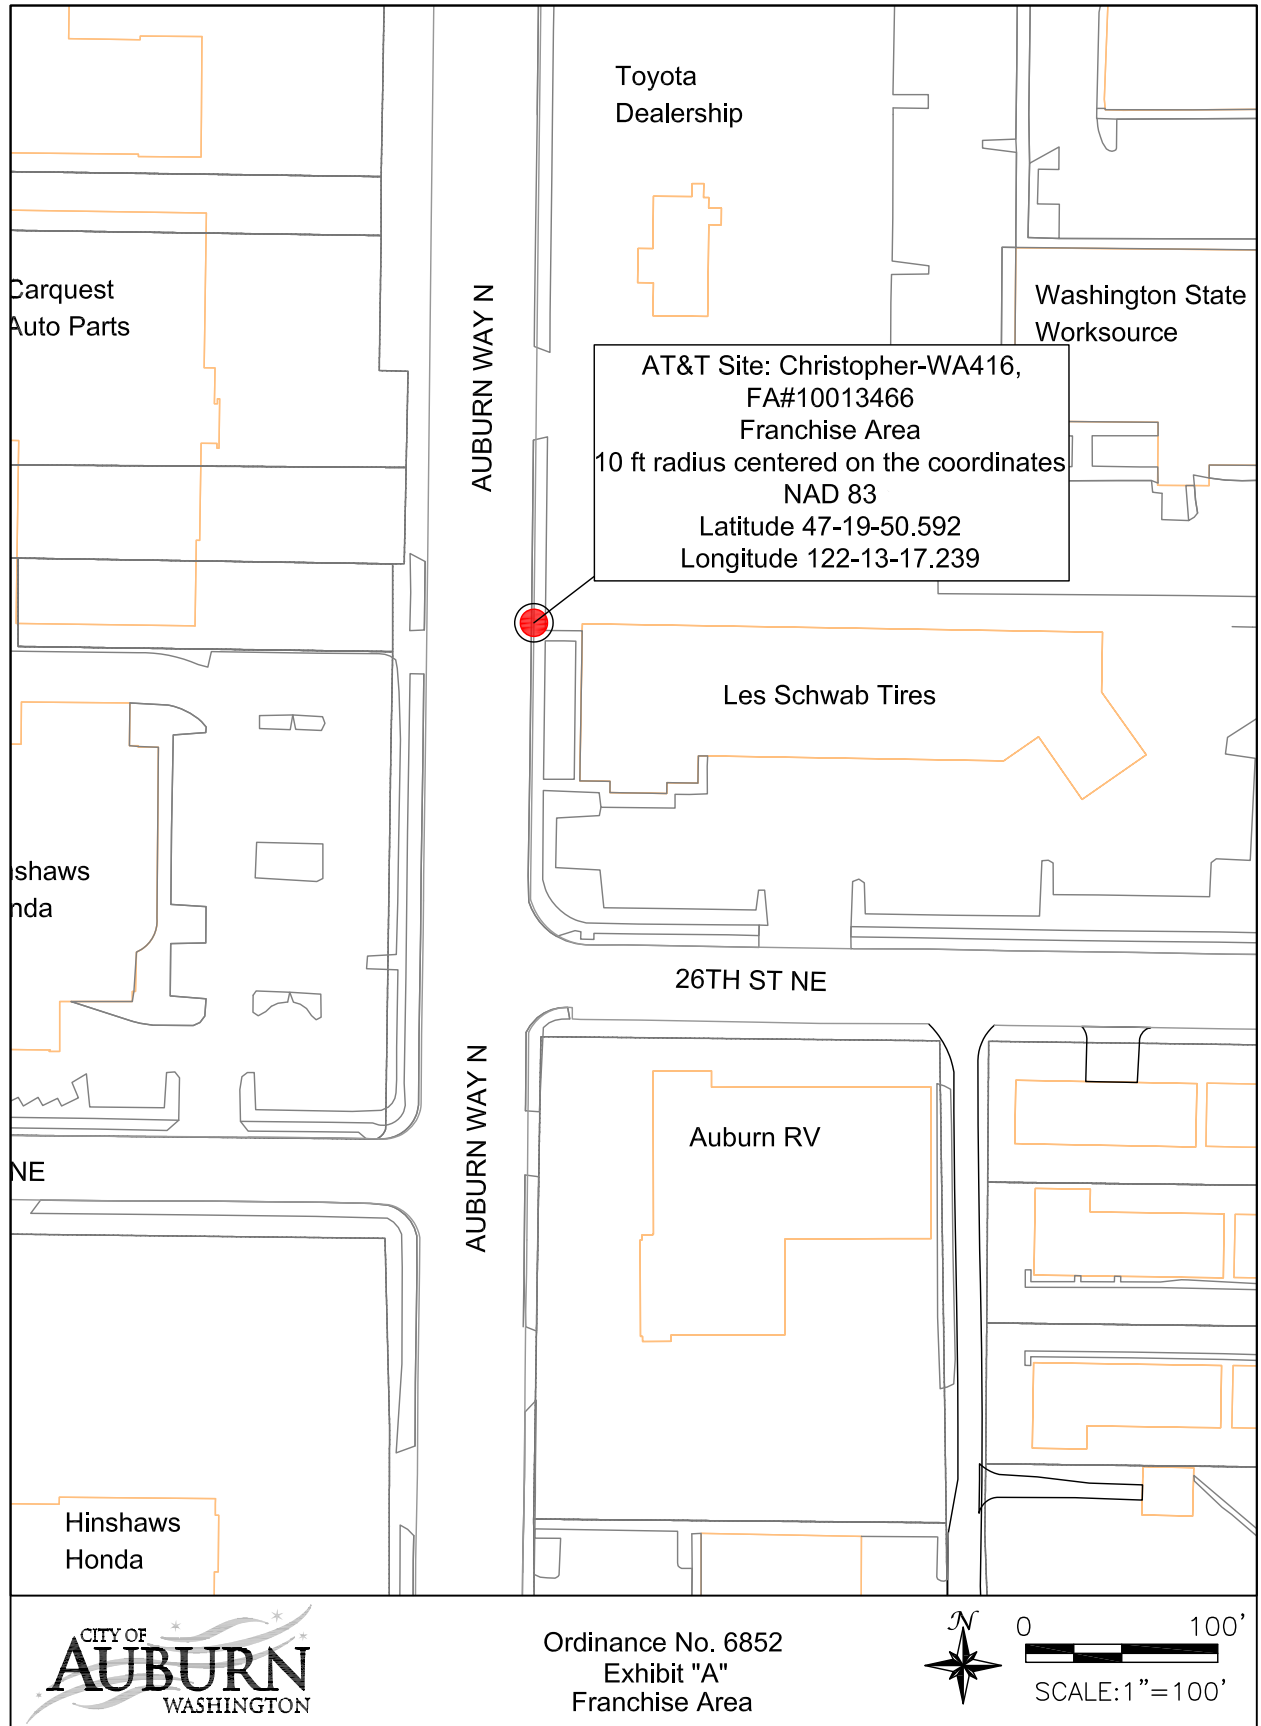 Toyota
Dealership
Carquest
Auto Parts
Washington State
Worksource
AUBURN WAY N
AT&T Site: Christopher-WA416,
FA#10013466
Franchise Area
10 ft radius centered on the coordinates
NAD 83
Latitude 47-19-50.592
Longitude 122-13-17.239
Les Schwab Tires
shaws
nda
26TH ST NE
AUBURN WAY N
Auburn RV
NE
Hinshaws
Honda
CITY OF
AUBURN
WASHINGTON
Ordinance No. 6852
Exhibit "A"
Franchise Area
N
0 100'
SCALE:1"=100'